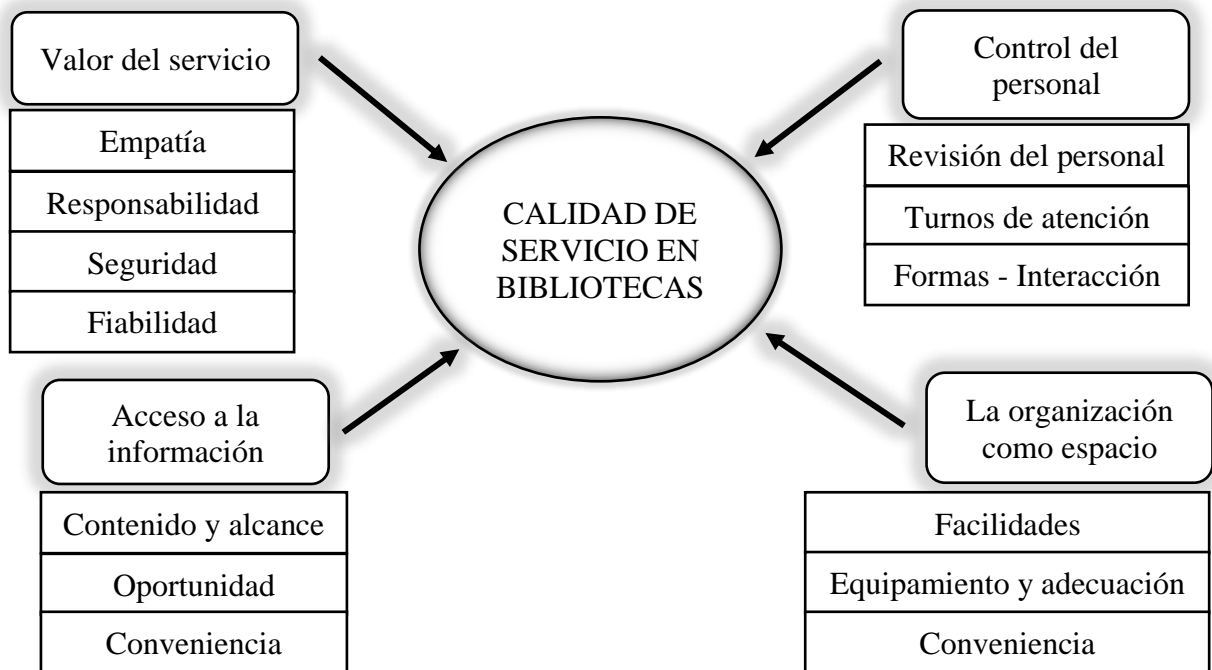 Valor del servicio
Empatía
Responsabilidad
Seguridad
Fiabilidad
Control del
personal
Revisión del personal
Turnos de atención
Formas - Interacción
CALIDAD DE
SERVICIO EN
BIBLIOTECAS
Acceso a la
información
Contenido y alcance
Oportunidad
Conveniencia
La organización
como espacio
Facilidades
Equipamiento y adecuación
Conveniencia